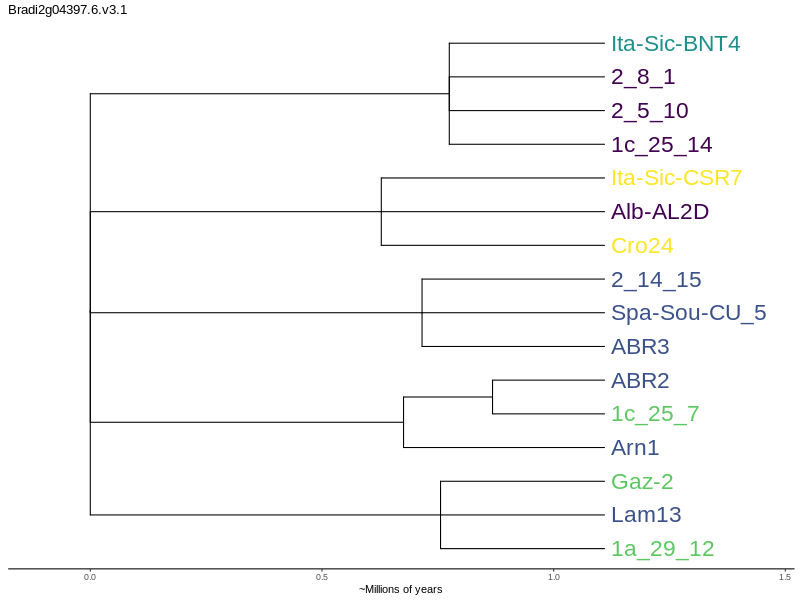 Bradi2g04397.6.v3.1
Ita-Sic-BNT4
2_8_1
2_5_10
1c_25_14
Ita-Sic-CSR7
Alb-AL2D
Cro24
2_14_15
Spa-Sou-CU_5
ABR3
ABR2
1c_25_7
Arn1
Gaz-2
Lam13
1a_29_12
0.0 0.5 1.0 1.5
~Millions of years